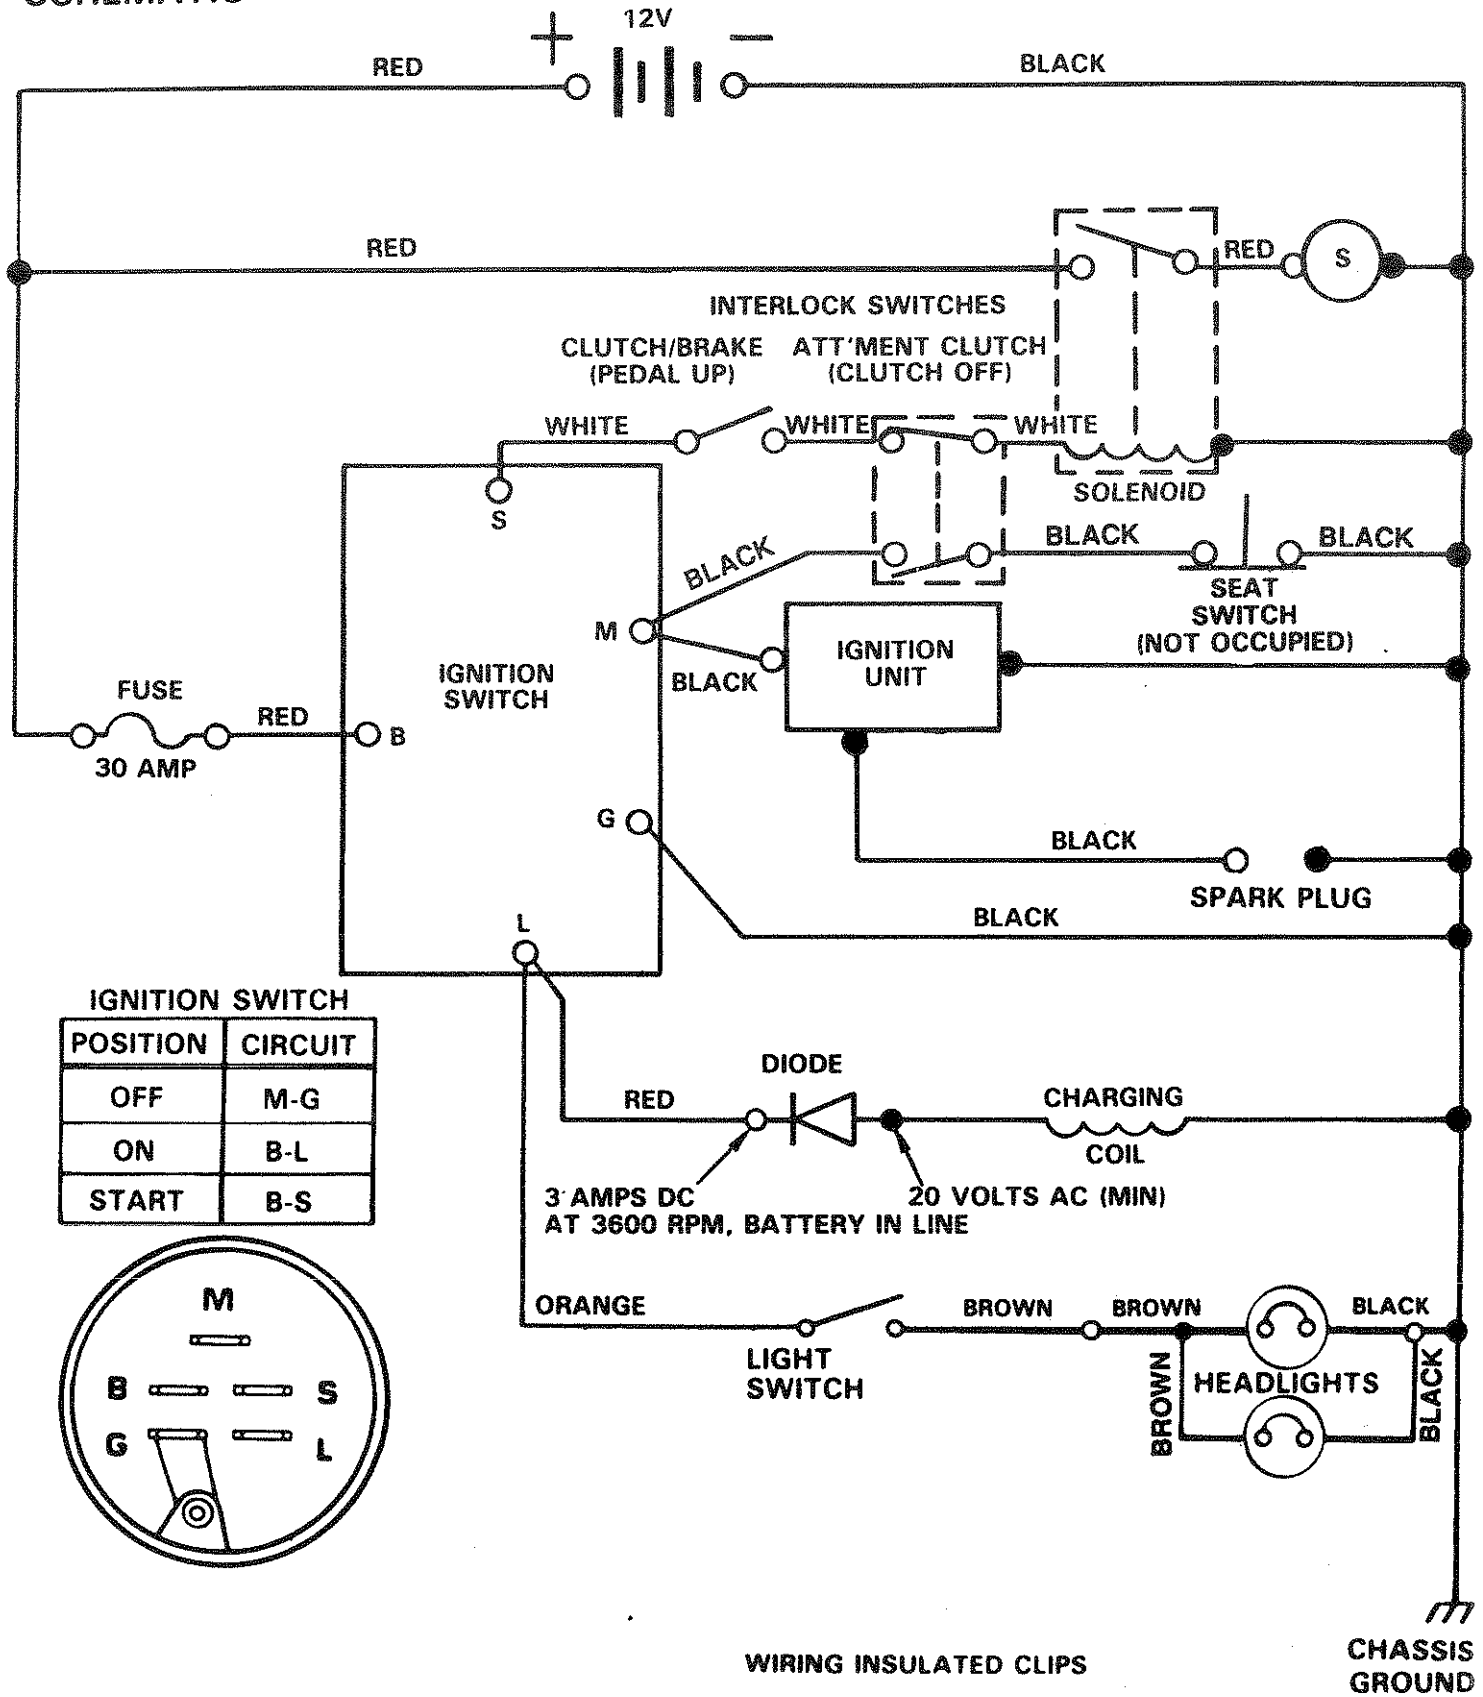 12V
+
−
RED
BLACK
RED
RED
S
INTERLOCK SWITCHES
CLUTCH/BRAKE
(PEDAL UP)
ATT'MENT CLUTCH
(CLUTCH OFF)
WHITE
WHITE
WHITE
S
SOLENOID
BLACK
BLACK
BLACK
SEAT
SWITCH
(NOT OCCUPIED)
M
BLACK
IGNITION
UNIT
IGNITION
SWITCH
FUSE
30 AMP
RED
B
G
BLACK
SPARK PLUG
BLACK
L
IGNITION SWITCH
POSITION CIRCUIT
OFF M-G
ON B-L
START B-S
DIODE
RED
CHARGING
COIL
3 AMPS DC
AT 3600 RPM, BATTERY IN LINE
20 VOLTS AC (MIN)
ORANGE
LIGHT
SWITCH
BROWN
BROWN
BLACK
HEADLIGHTS
BROWN
BLACK
M
B
S
G
L
WIRING INSULATED CLIPS
CHASSIS
GROUND